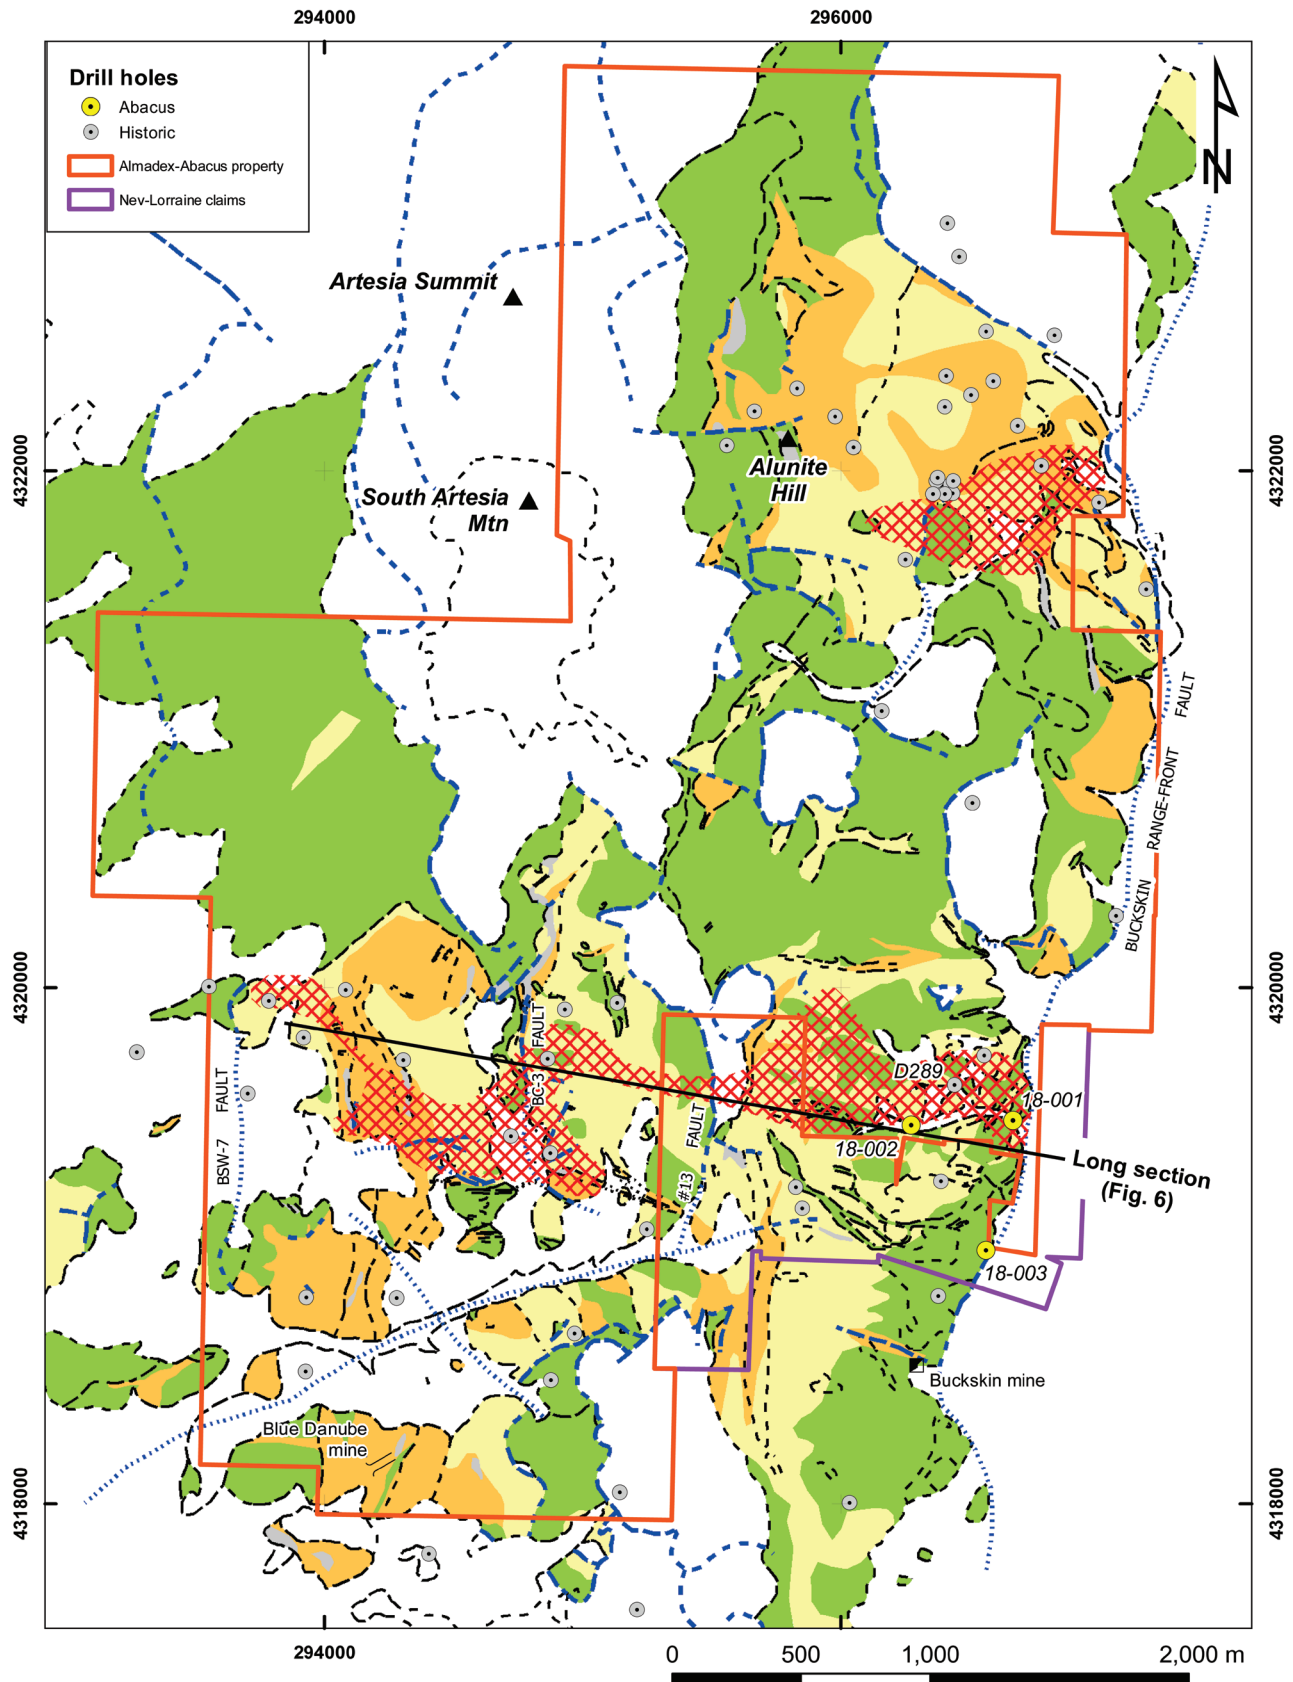 294000
296000
Drill holes
Abacus
Historic
Almadex-Abacus property
Nev-Lorraine claims
N
Artesia Summit
4322000
South Artesia
Mtn
Alunite
Hill
4322000
FAULT
RANGE-FRONT
BUCKSKIN
4320000
4320000
FAULT
BC-3
FAULT
BSW-7
D289
18-001
18-002
FAULT
#13
Long section
(Fig. 6)
18-003
Buckskin mine
Blue Danube
mine
4318000
4318000
294000
0
500
1,000
2,000 m